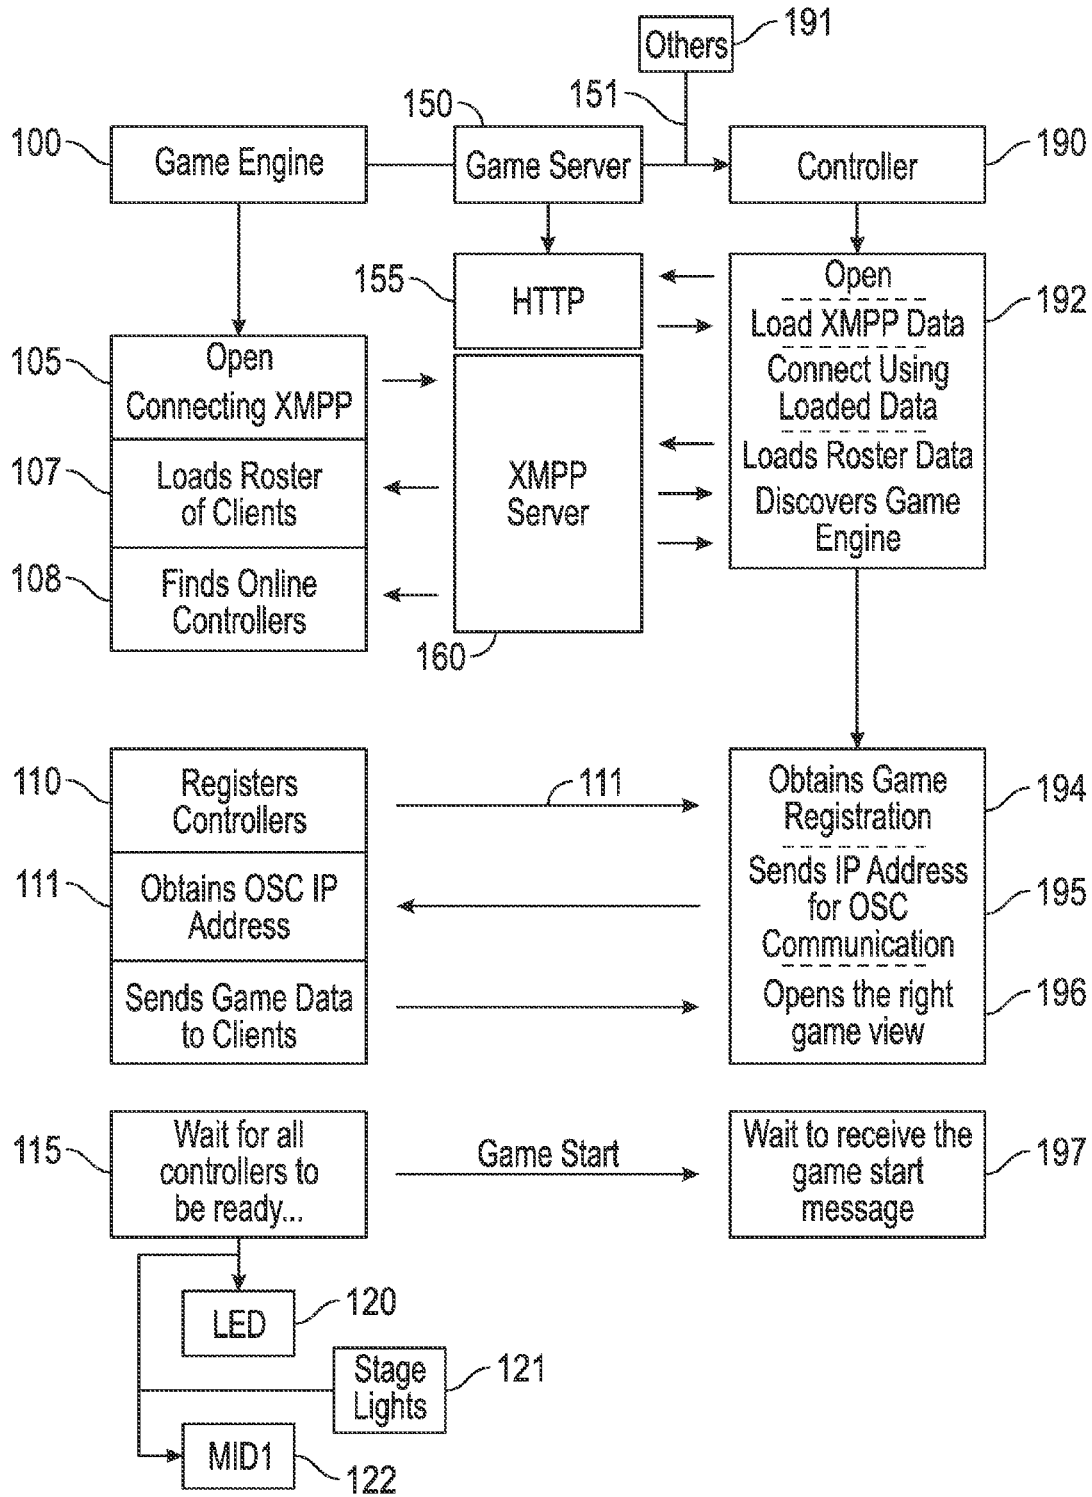 Others
191
151
150
100
Game Engine
Game Server
Controller
190
155
HTTP
Open
Load XMPP Data
Connect Using
Loaded Data
Loads Roster Data
Discovers Game
Engine
192
105
Open
Connecting XMPP
107
Loads Roster
of Clients
108
Finds Online
Controllers
XMPP
Server
160
110
Registers
Controllers
111
Obtains Game
Registration
194
111
Obtains OSC IP
Address
Sends IP Address
for OSC
Communication
195
Sends Game Data
to Clients
Opens the right
game view
196
115
Wait for all
controllers to
be ready...
Game Start
Wait to receive the
game start
message
197
LED
120
Stage
Lights
121
MID1
122